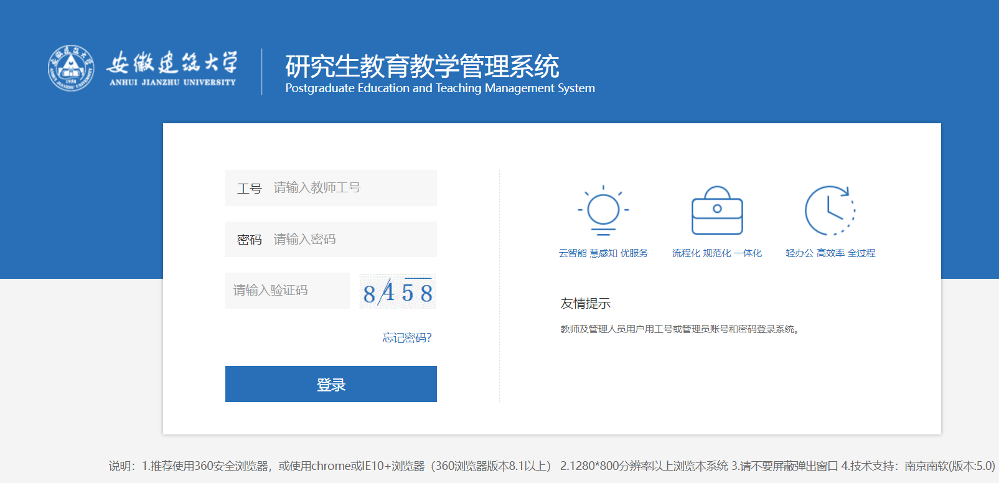 安徽建筑大学
ANHUI JIANZHU UNIVERSITY
1958
研究生教育教学管理系统
Postgraduate Education and Teaching Management System
工号 请输入教师工号
密码 请输入密码
请输入验证码 8458
忘记密码?
登录
云智能 慧感知 优服务
流程化 规范化 一体化
轻办公 高效率 全过程
友情提示
教师及管理人员用户用工号或管理员账号和密码登录系统。
说明：1.推荐使用360安全浏览器，或使用chrome或IE10+浏览器（360浏览器版本8.1以上） 2.1280*800分辨率以上浏览本系统 3.请不要屏蔽弹出窗口 4.技术支持：南京南软(版本:5.0)